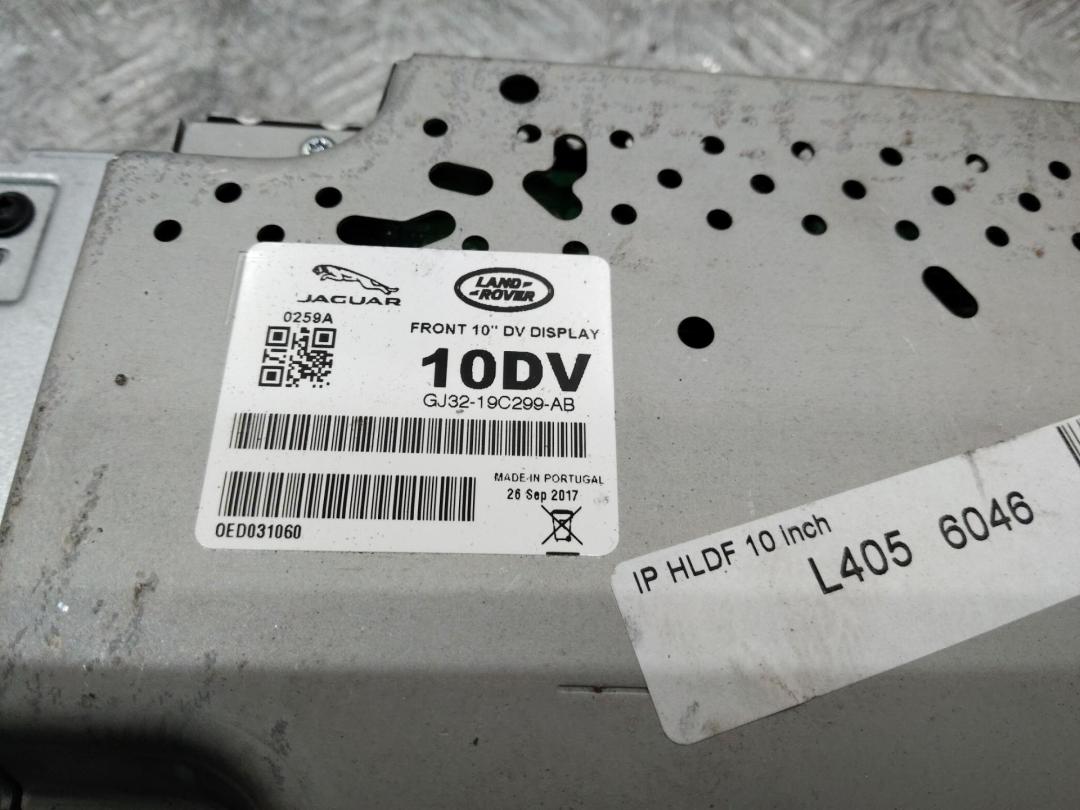 JAGUAR
LAND-
-ROVER
0259A
FRONT 10" DV DISPLAY
10DV
GJ32-19C299-AB
MADE IN PORTUGAL
26 Sep 2017
OED031060
IP HLDF 10 inch
L405 6046